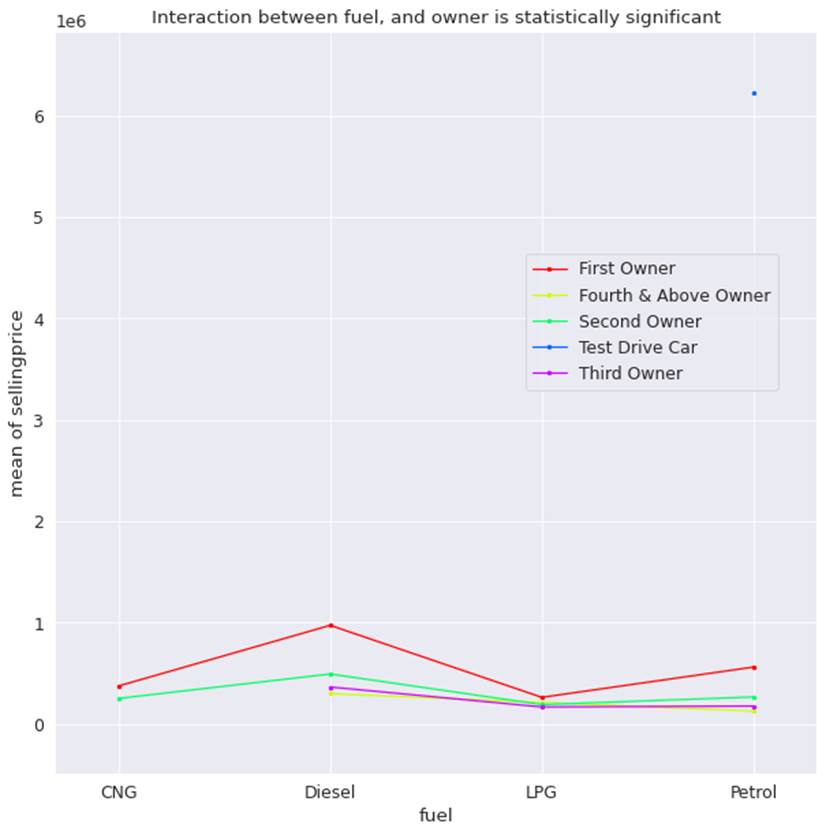 Interaction between fuel, and owner is statistically significant
1e6
6
5
4
3
2
1
0
mean of sellingprice
First Owner
Fourth & Above Owner
Second Owner
Test Drive Car
Third Owner
CNG Diesel LPG Petrol
fuel